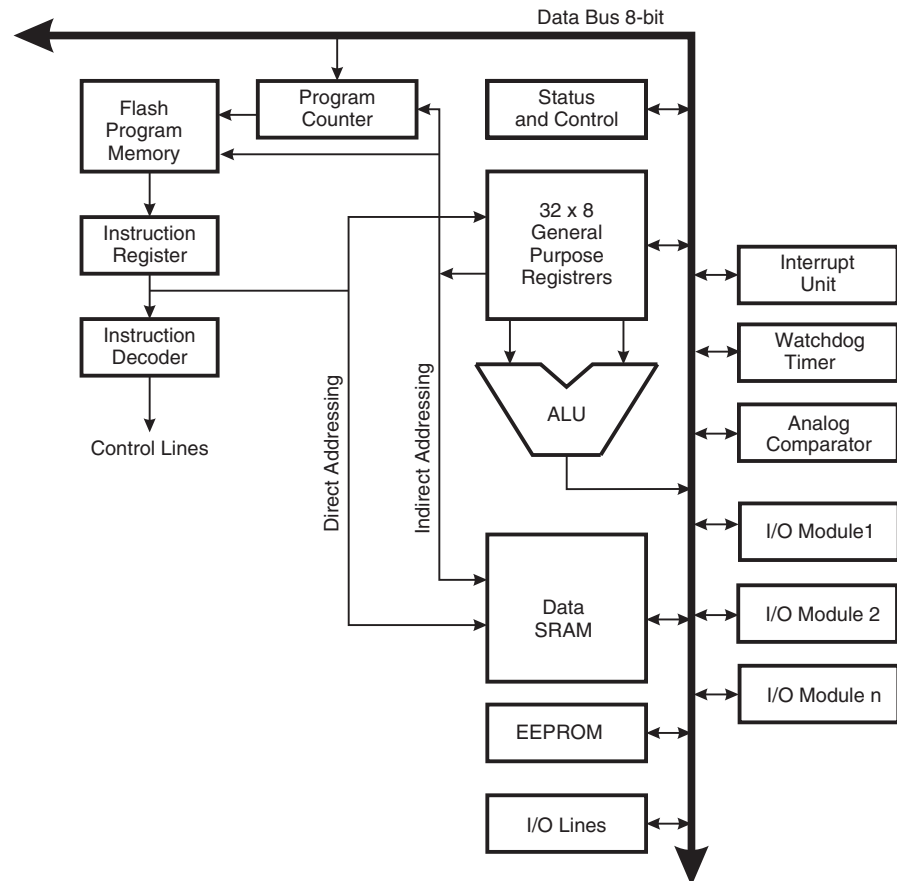 Data Bus 8-bit
Flash
Program
Memory
Program
Counter
Status
and Control
Instruction
Register
32 x 8
General
Purpose
Registrers
Interrupt
Unit
Instruction
Decoder
Watchdog
Timer
ALU
Analog
Comparator
Control Lines
Direct Addressing
Indirect Addressing
I/O Module1
Data
SRAM
I/O Module 2
I/O Module n
EEPROM
I/O Lines